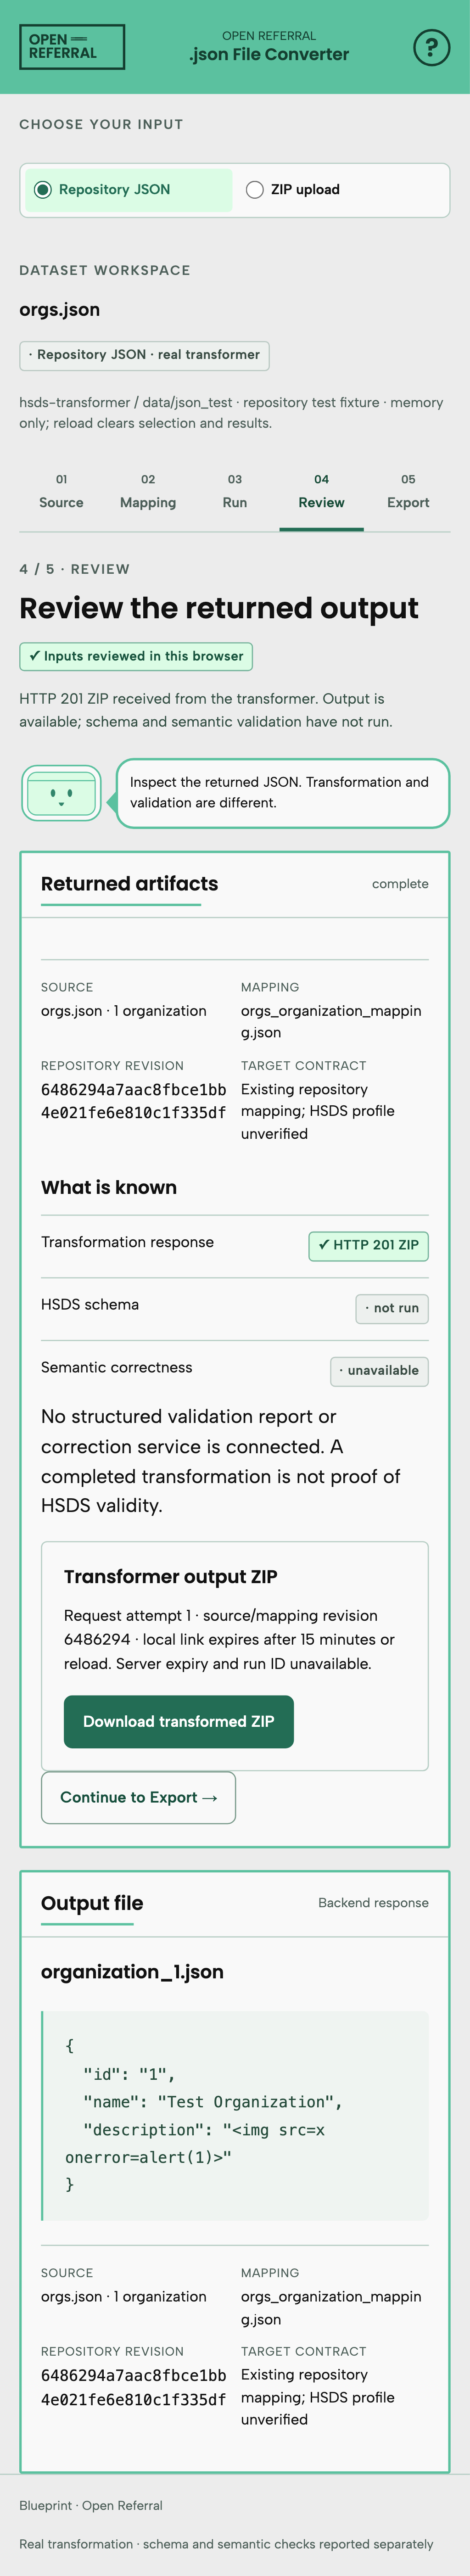 OPEN
REFERRAL
OPEN REFERRAL
.json File Converter
?
CHOOSE YOUR INPUT
Repository JSON
ZIP upload
DATASET WORKSPACE
orgs.json
· Repository JSON · real transformer
hsds-transformer / data/json_test · repository test fixture · memory
only; reload clears selection and results.
01
Source
02
Mapping
03
Run
04
Review
05
Export
4 / 5 · REVIEW
Review the returned output
✓ Inputs reviewed in this browser
HTTP 201 ZIP received from the transformer. Output is
available; schema and semantic validation have not run.
Inspect the returned JSON. Transformation and
validation are different.
Returned artifacts
complete
SOURCE
orgs.json · 1 organization
MAPPING
orgs_organization_mappin
g.json
REPOSITORY REVISION
6486294a7aac8fbce1bb
4e021fe6e810c1f335df
TARGET CONTRACT
Existing repository
mapping; HSDS profile
unverified
What is known
Transformation response
✓ HTTP 201 ZIP
HSDS schema
· not run
Semantic correctness
· unavailable
No structured validation report or
correction service is connected. A
completed transformation is not proof of
HSDS validity.
Transformer output ZIP
Request attempt 1 · source/mapping revision
6486294 · local link expires after 15 minutes or
reload. Server expiry and run ID unavailable.
Download transformed ZIP
Continue to Export →
Output file
Backend response
organization_1.json
{
"id": "1",
"name": "Test Organization",
"description": "<img src=x
onerror=alert(1)>"
}
SOURCE
orgs.json · 1 organization
MAPPING
orgs_organization_mappin
g.json
REPOSITORY REVISION
6486294a7aac8fbce1bb
4e021fe6e810c1f335df
TARGET CONTRACT
Existing repository
mapping; HSDS profile
unverified
Blueprint · Open Referral
Real transformation · schema and semantic checks reported separately